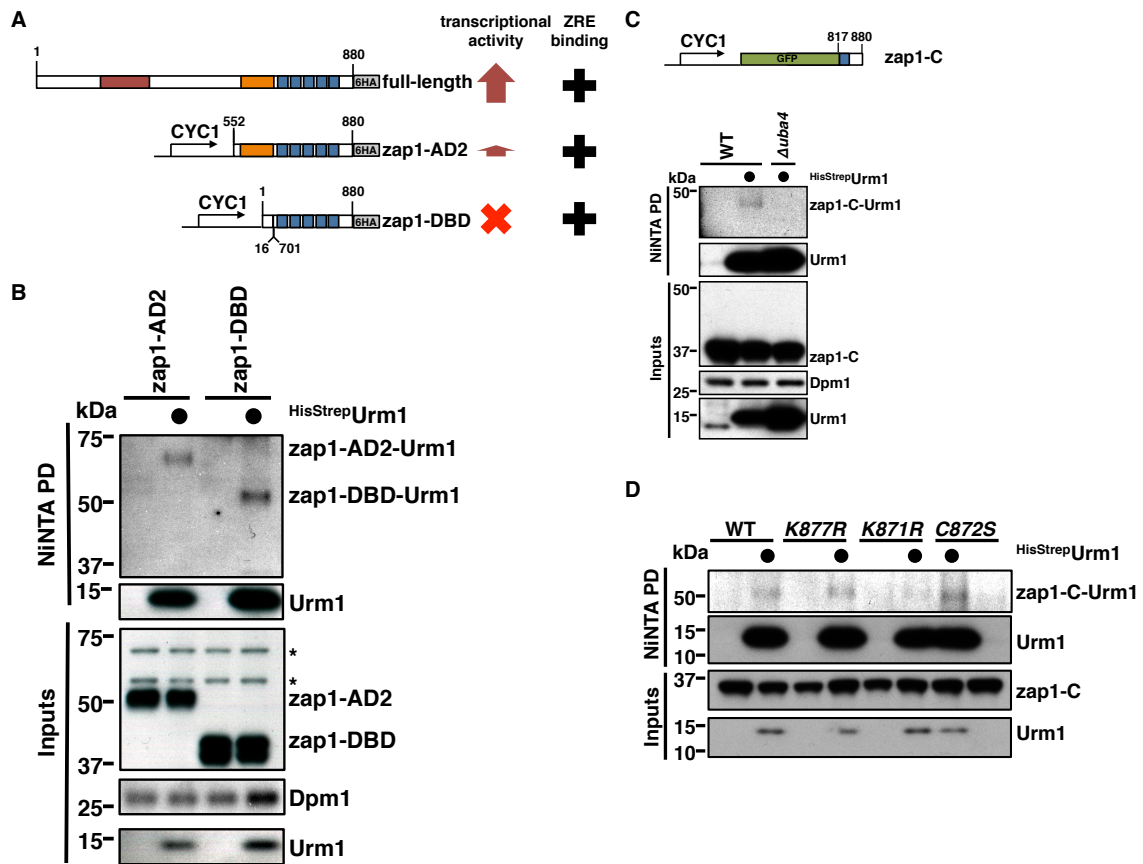 A
transcriptional activity
ZRE binding
1
880
6HA
full-length
CYC1
552
880
6HA
zap1-AD2
CYC1
1
880
6HA
zap1-DBD
16
701
B
zap1-AD2
zap1-DBD
kDa
HisStrepUrm1
NiNTA PD
75
50
37
zap1-AD2-Urm1
zap1-DBD-Urm1
15
Urm1
Inputs
75
50
37
*
*
zap1-AD2
zap1-DBD
25
Dpm1
15
Urm1
C
CYC1
GFP
817
880
zap1-C
WT
Δuba4
kDa
HisStrepUrm1
NiNTA PD
50
zap1-C-Urm1
Urm1
Inputs
50
37
zap1-C
25
Dpm1
15
Urm1
D
WT
K877R
K871R
C872S
kDa
HisStrepUrm1
NiNTA PD
50
zap1-C-Urm1
15
10
Urm1
Inputs
37
zap1-C
15
10
Urm1